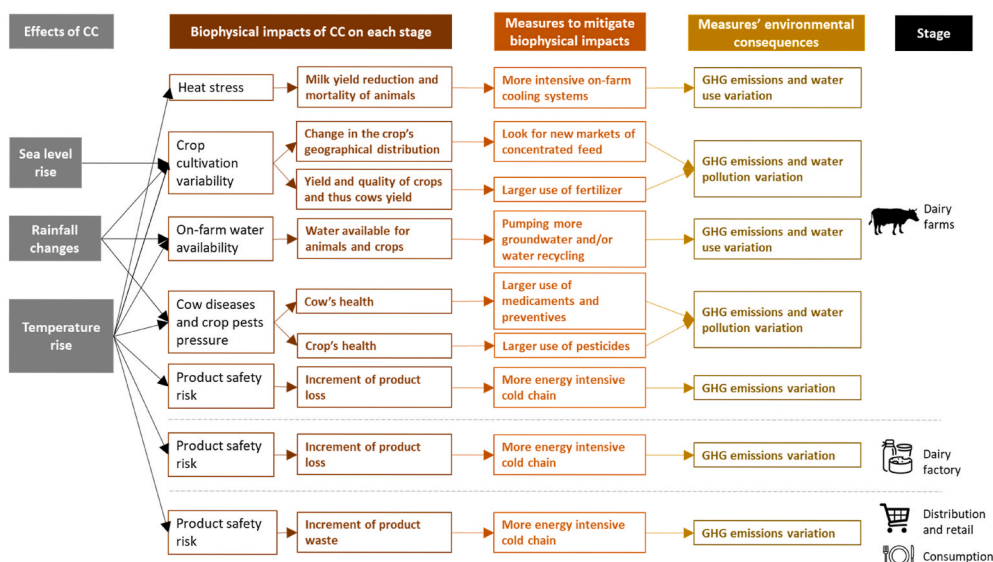 Effects of CC
Biophysical impacts of CC on each stage
Measures to mitigate
biophysical impacts
Measures’ environmental
consequences
Stage
Heat stress
Milk yield reduction and
mortality of animals
More intensive on-farm
cooling systems
GHG emissions and water
use variation
Sea level
rise
Crop
cultivation
variability
Change in the crop’s
geographical distribution
Look for new markets of
concentrated feed
Yield and quality of crops
and thus cows yield
Larger use of fertilizer
GHG emissions and water
pollution variation
Rainfall
changes
On-farm water
availability
Water available for
animals and crops
Pumping more
groundwater and/or
water recycling
GHG emissions and water
use variation
Dairy
farms
Temperature
rise
Cow diseases
and crop pests
pressure
Cow’s health
Larger use of
medicaments and
preventives
Crop’s health
Larger use of pesticides
GHG emissions and water
pollution variation
Product safety
risk
Increment of product
loss
More energy intensive
cold chain
GHG emissions variation
Product safety
risk
Increment of product
loss
More energy intensive
cold chain
GHG emissions variation
Dairy
factory
Product safety
risk
Increment of product
waste
More energy intensive
cold chain
GHG emissions variation
Distribution
and retail
Consumption